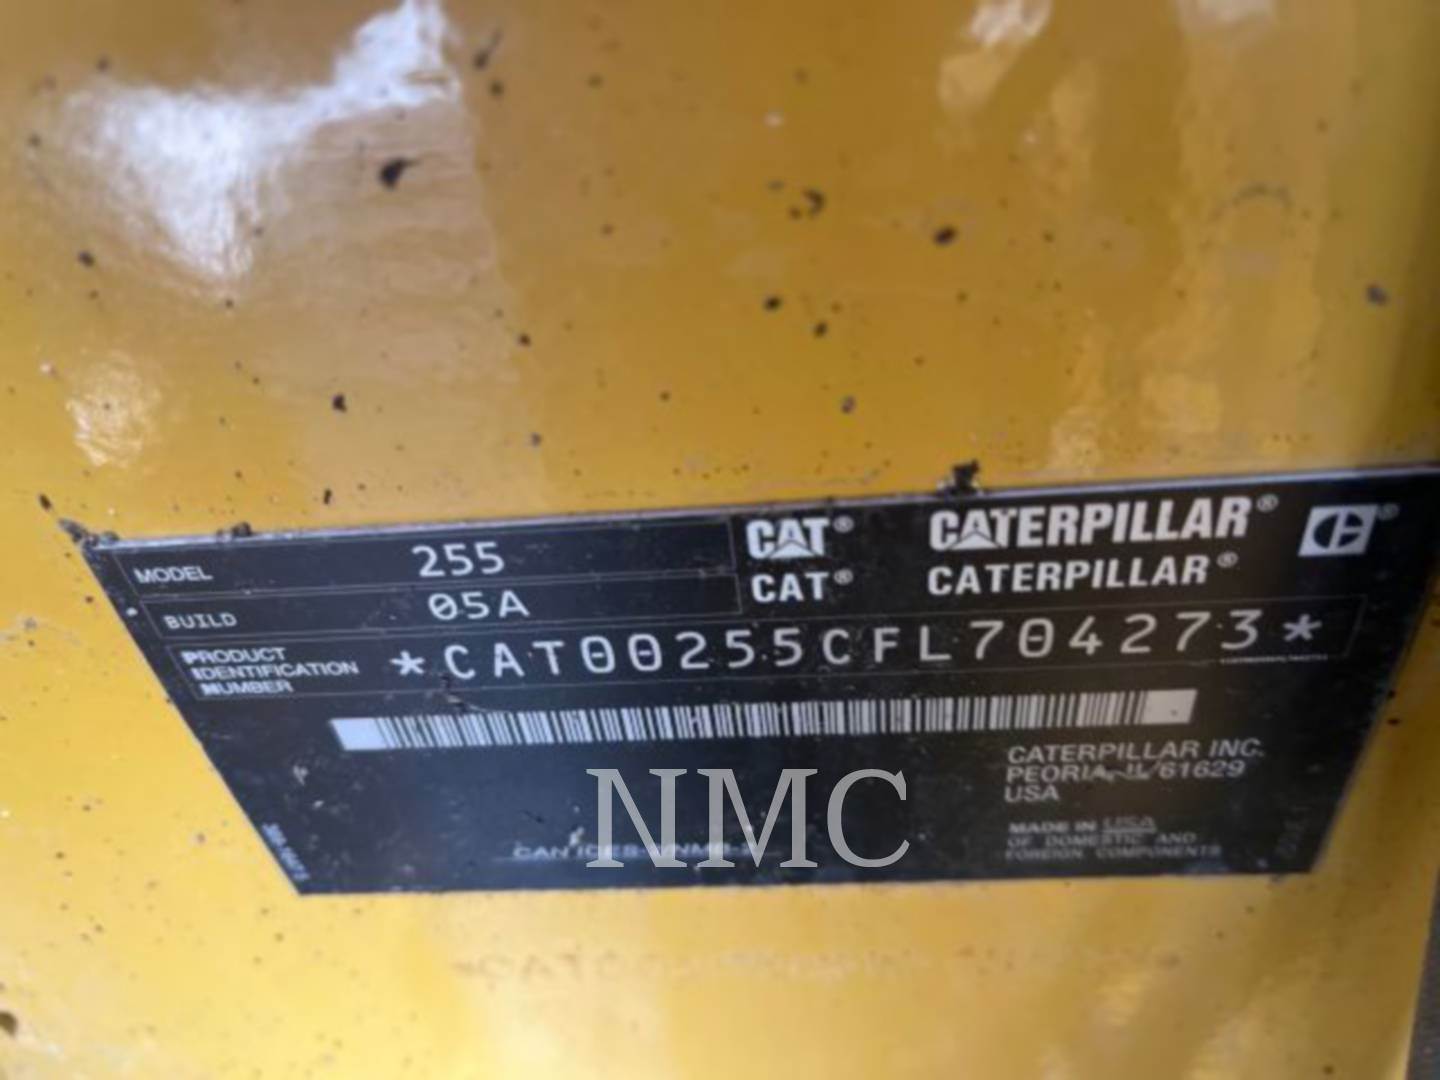 MODEL 255
BUILD 05A
CAT® CATERPILLAR®
CAT® CATERPILLAR®
PRODUCT
IDENTIFICATION
NUMBER
*CAT00255CFL704273*
CATERPILLAR INC.
PEORIA, IL 61629
USA
MADE IN USA
OF DOMESTIC AND
FOREIGN COMPONENTS
NMC